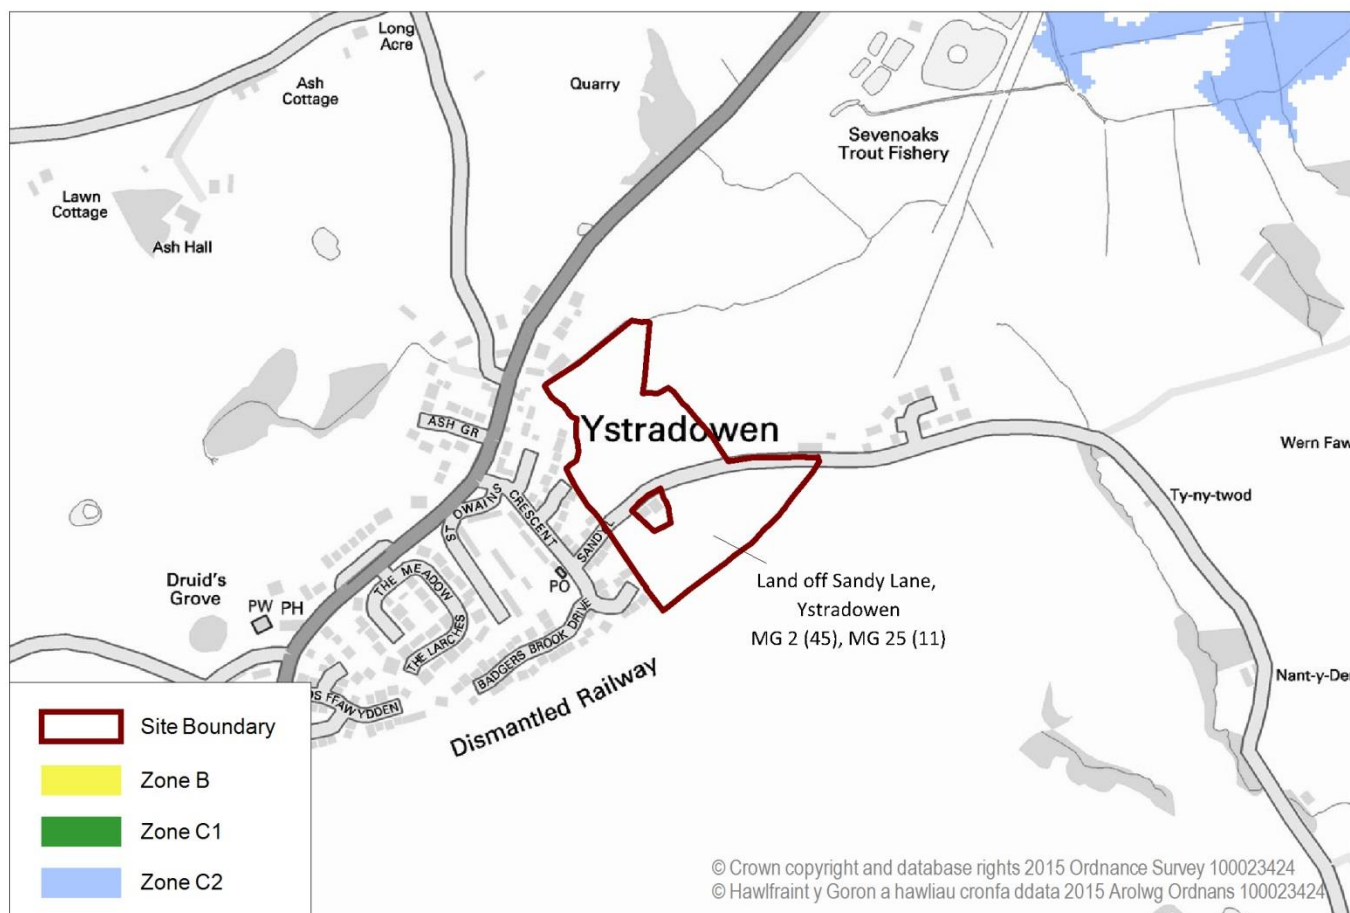 Long
Acre
Ash
Cottage
Quarry
Sevenoaks
Trout Fishery
Lawn
Cottage
Ash Hall
ASH GR
Ystradowen
Wern Faw
Ty-ny-twod
ST OWAINS
CRESCENT
SANDY L
PO
THE MEADOW
THE LARCHES
BADGERS BROOK DRIVE
Druid's
Grove
PW PH
Land off Sandy Lane,
Ystradowen
MG 2 (45), MG 25 (11)
Nant-y-De
Dismantled Railway
OS FFAWYDDEN
Site Boundary
Zone B
Zone C1
Zone C2
© Crown copyright and database rights 2015 Ordnance Survey 100023424
© Hawlfraint y Goron a hawliau cronfa ddata 2015 Arolwg Ordnans 100023424